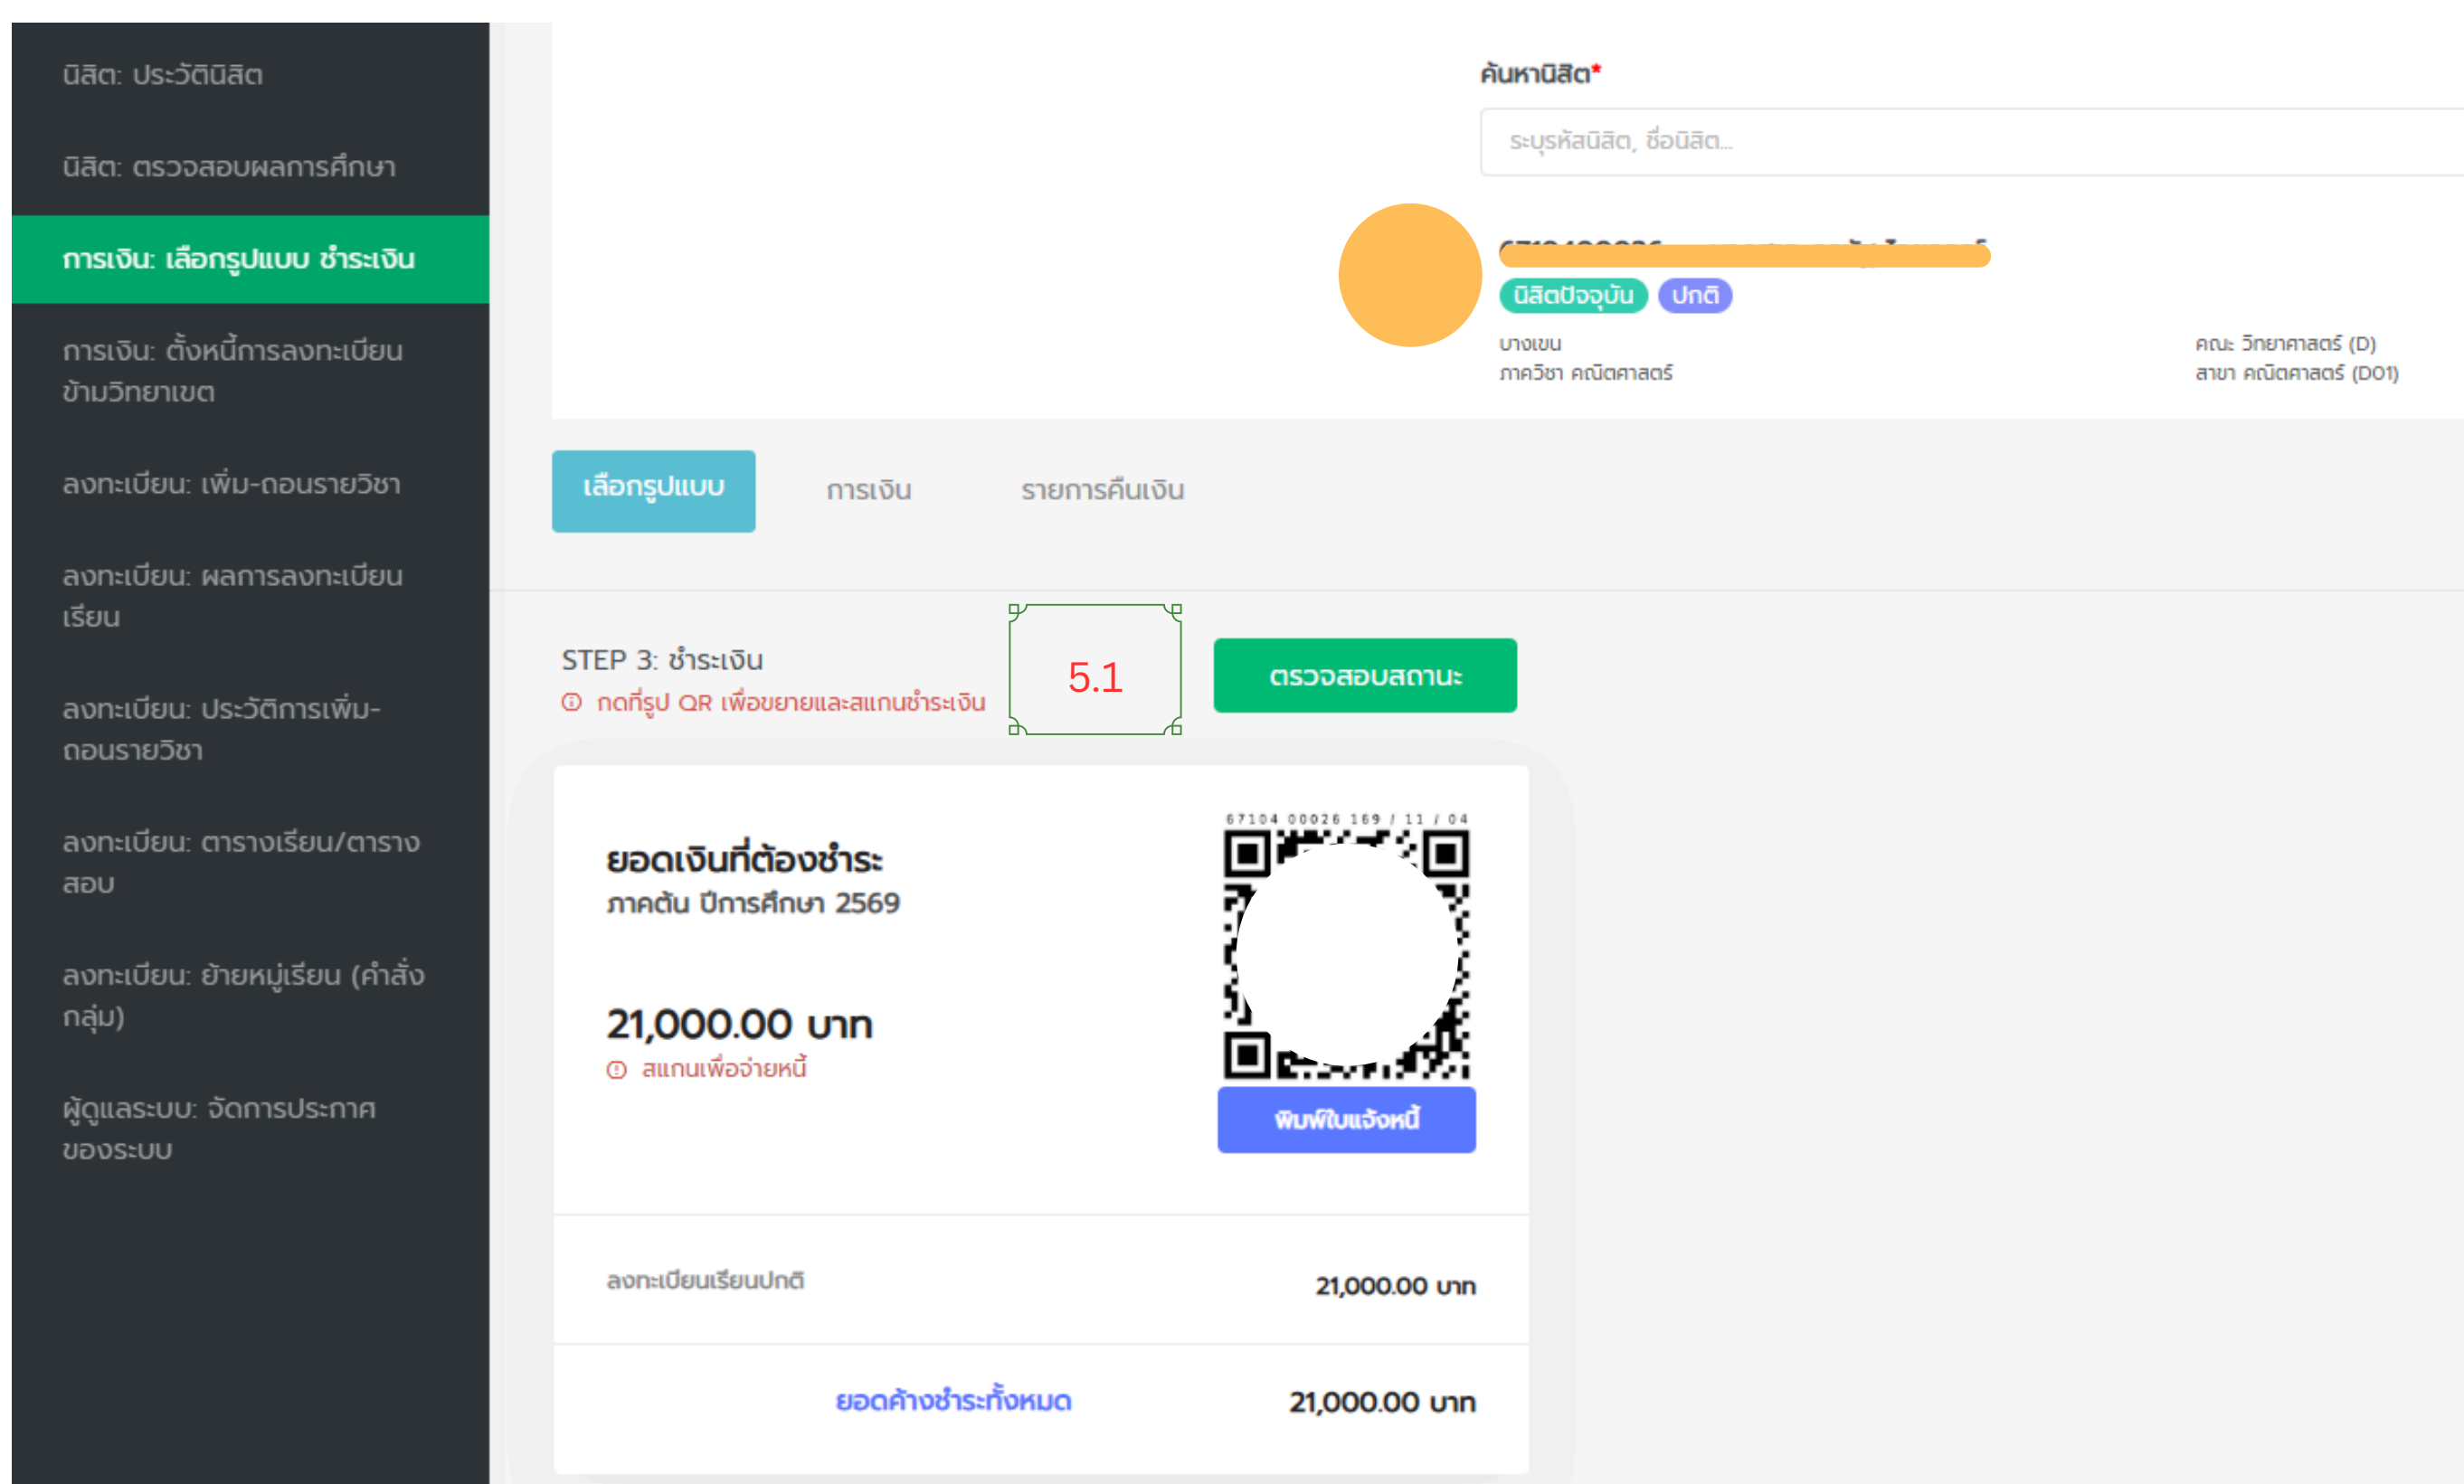 นิสิต: ประวัตินิสิต
นิสิต: ตรวจสอบผลการศึกษา
การเงิน: เลือกรูปแบบ ชำระเงิน
การเงิน: ตั้งหนี้การลงทะเบียน
ข้ามวิทยาเขต
ลงทะเบียน: เพิ่ม-ถอนรายวิชา
ลงทะเบียน: ผลการลงทะเบียน
เรียน
ลงทะเบียน: ประวัติการเพิ่ม-
ถอนรายวิชา
ลงทะเบียน: ตารางเรียน/ตาราง
สอบ
ลงทะเบียน: ย้ายหมู่เรียน (คำสั่ง
กลุ่ม)
ผู้ดูแลระบบ: จัดการประกาศ
ของระบบ
ค้นหานิสิต*
ระบุรหัสนิสิต, ชื่อนิสิต...
นิสิตปัจจุบัน ปกติ
บางเขน
ภาควิชา คณิตศาสตร์
คณะ วิทยาศาสตร์ (D)
สาขา คณิตศาสตร์ (D01)
เลือกรูปแบบ การเงิน รายการคืนเงิน
STEP 3: ชำระเงิน
กดที่รูป QR เพื่อขยายและสแกนชำระเงิน
5.1
ตรวจสอบสถานะ
67104 00026 169 / 11 / 04
ยอดเงินที่ต้องชำระ
ภาคต้น ปีการศึกษา 2569
21,000.00 บาท
สแกนเพื่อจ่ายหนี้
พิมพ์ใบแจ้งหนี้
ลงทะเบียนเรียนปกติ 21,000.00 บาท
ยอดค้างชำระทั้งหมด 21,000.00 บาท